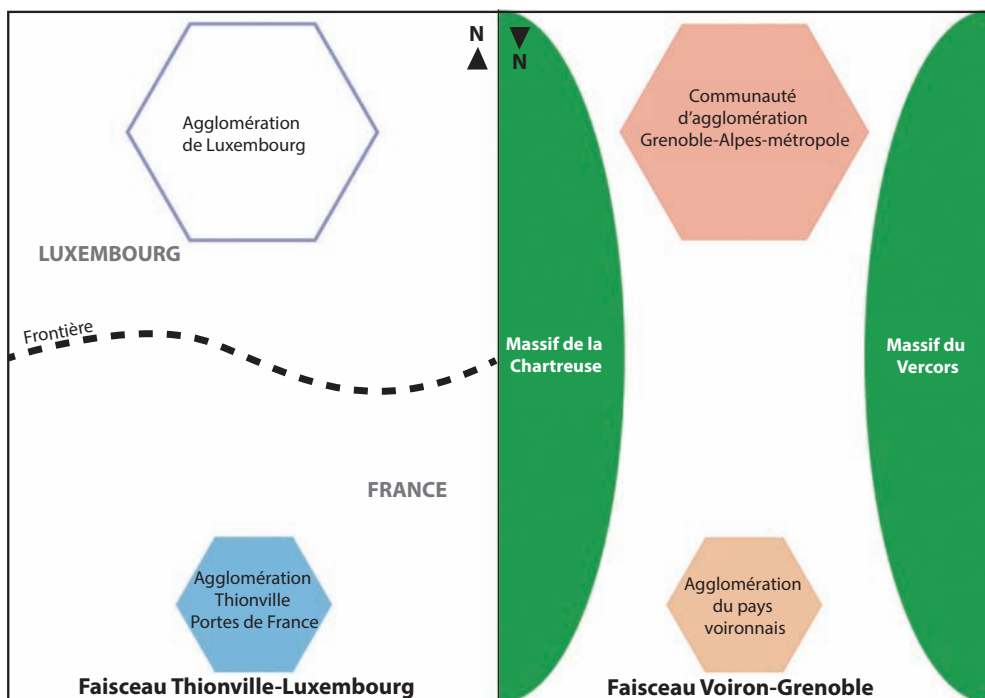 N
Agglomération
de Luxembourg
LUXEMBOURG
Frontière
FRANCE
Agglomération
Thionville
Portes de France
Faisceau Thionville-Luxembourg
N
Communauté
d'agglomération
Grenoble-Alpes-métropole
Massif de la
Chartreuse
Massif du
Vercors
Agglomération
du pays
voironnais
Faisceau Voiron-Grenoble